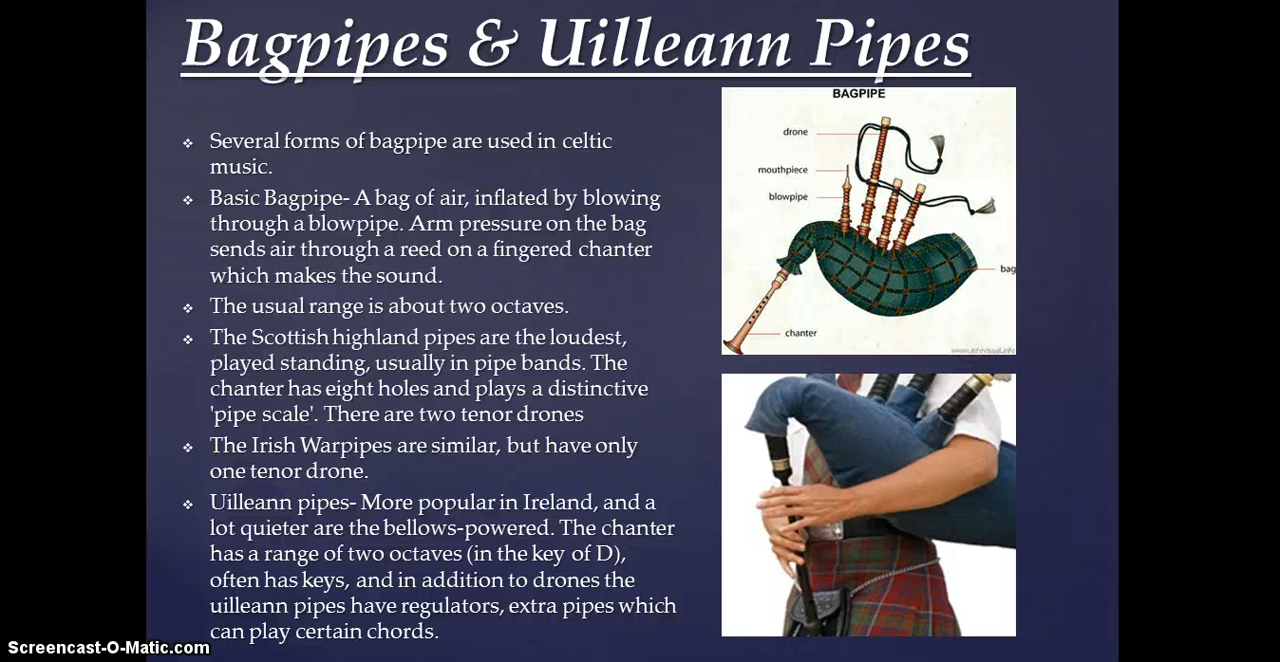 Bagpipes & Uilleann Pipes
Several forms of bagpipe are used in celtic
music.
Basic Bagpipe- A bag of air, inflated by blowing
through a blowpipe. Arm pressure on the bag
sends air through a reed on a fingered chanter
which makes the sound.
The usual range is about two octaves.
The Scottish highland pipes are the loudest,
played standing, usually in pipe bands. The
chanter has eight holes and plays a distinctive
'pipe scale'. There are two tenor drones
The Irish Warpipes are similar, but have only
one tenor drone.
Uilleann pipes- More popular in Ireland, and a
lot quieter are the bellows-powered. The chanter
has a range of two octaves (in the key of D),
often has keys, and in addition to drones the
uilleann pipes have regulators, extra pipes which
can play certain chords.
BAGPIPE
drone
mouthpiece
blowpipe
bag
chanter
www.infovisual.info
Screencast-O-Matic.com